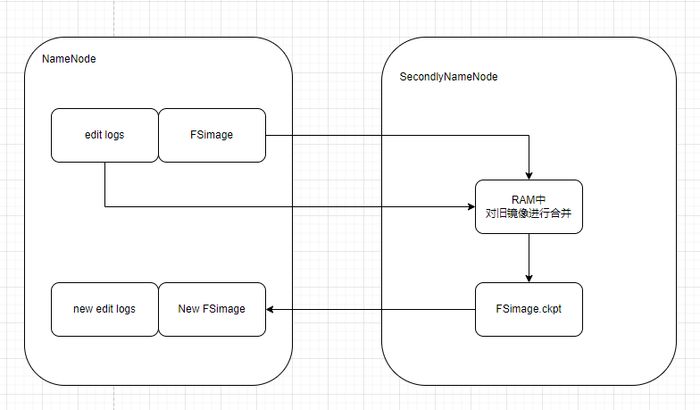 NameNode
SecondlyNameNode
edit logs
FSimage
RAM中
对旧镜像进行合并
new edit logs
New FSimage
FSimage.ckpt